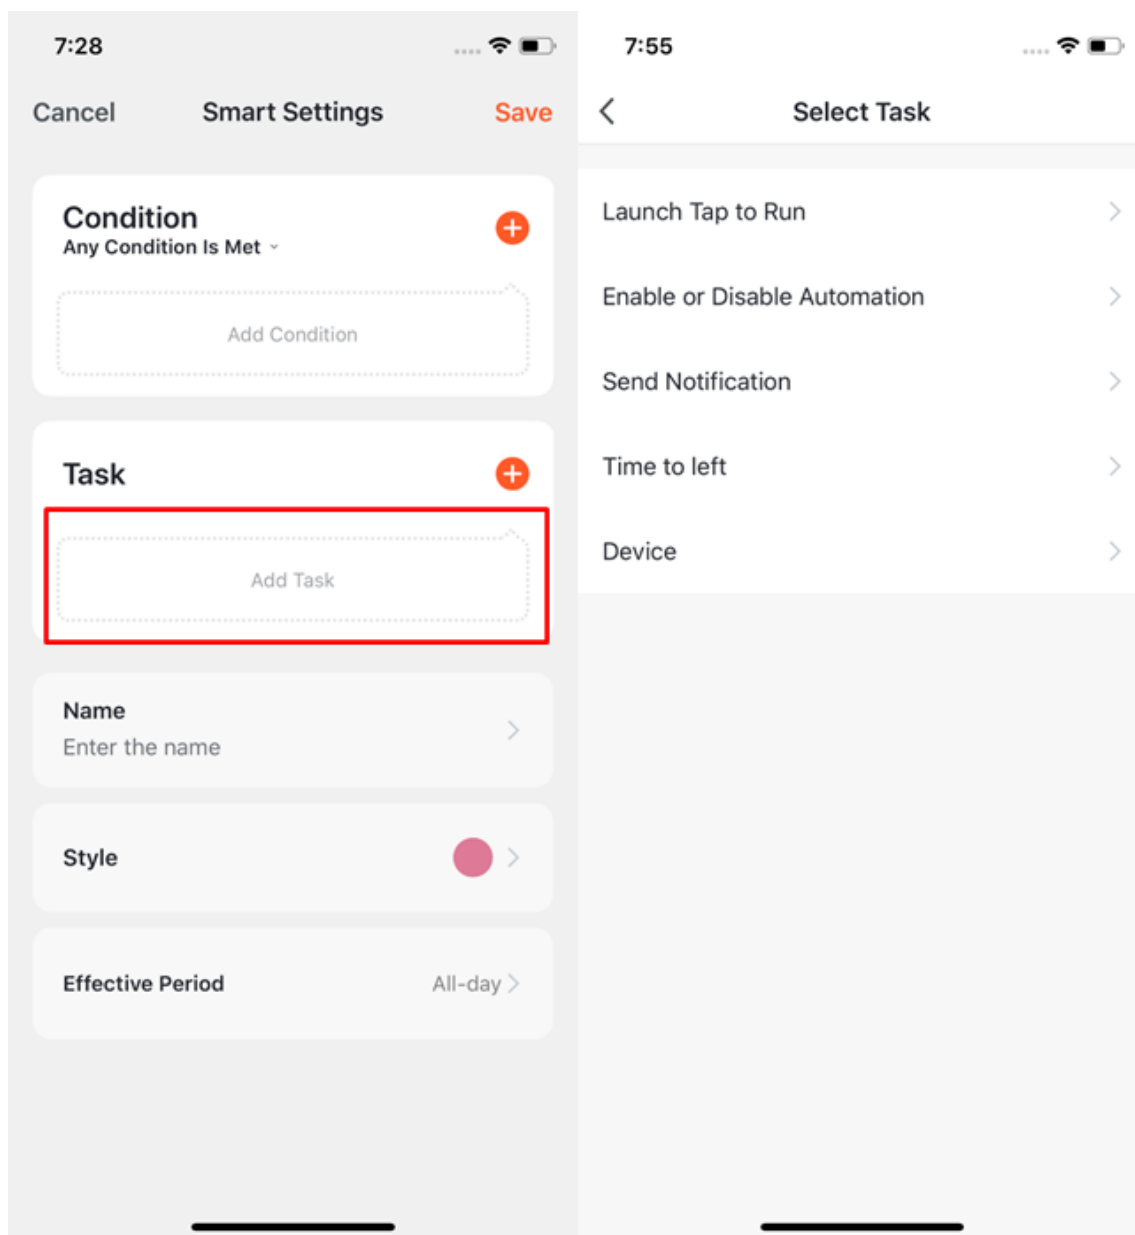 7:28
Cancel Smart Settings Save
Condition
Any Condition Is Met
Add Condition
Task
Add Task
Name
Enter the name
Style
Effective Period All-day
7:55
Select Task
Launch Tap to Run
Enable or Disable Automation
Send Notification
Time to left
Device